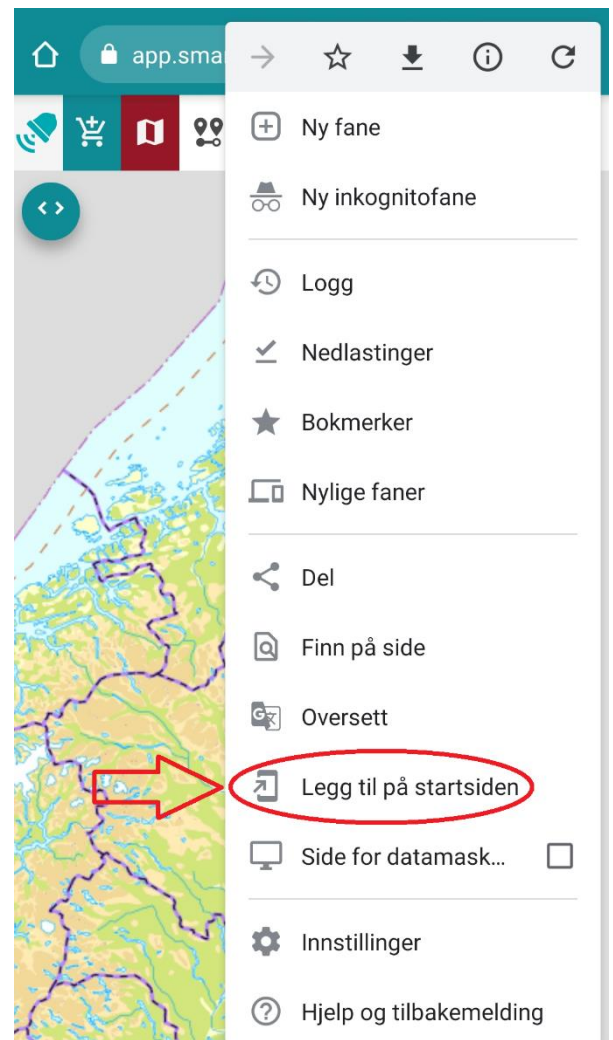 app.smar
Ny fane
Ny inkognitofane
Logg
Nedlastinger
Bokmerker
Nylige faner
Del
Finn på side
Oversett
Legg til på startsiden
Side for datamask...
Innstillinger
Hjelp og tilbakemelding